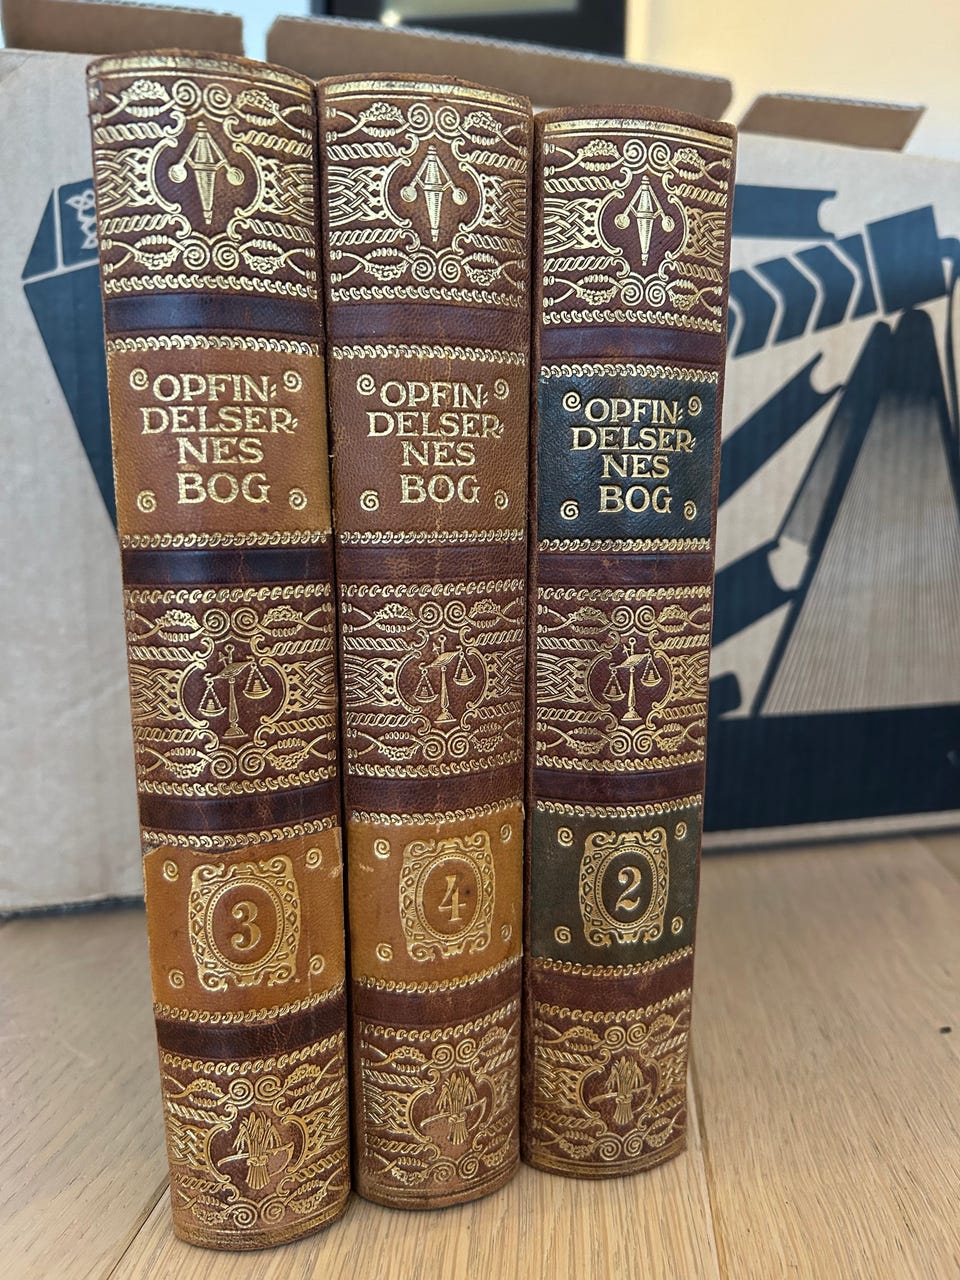 OPFIN-
DELSER-
NES
BOG
3
OPFIN-
DELSER-
NES
BOG
4
OPFIN-
DELSER-
NES
BOG
2